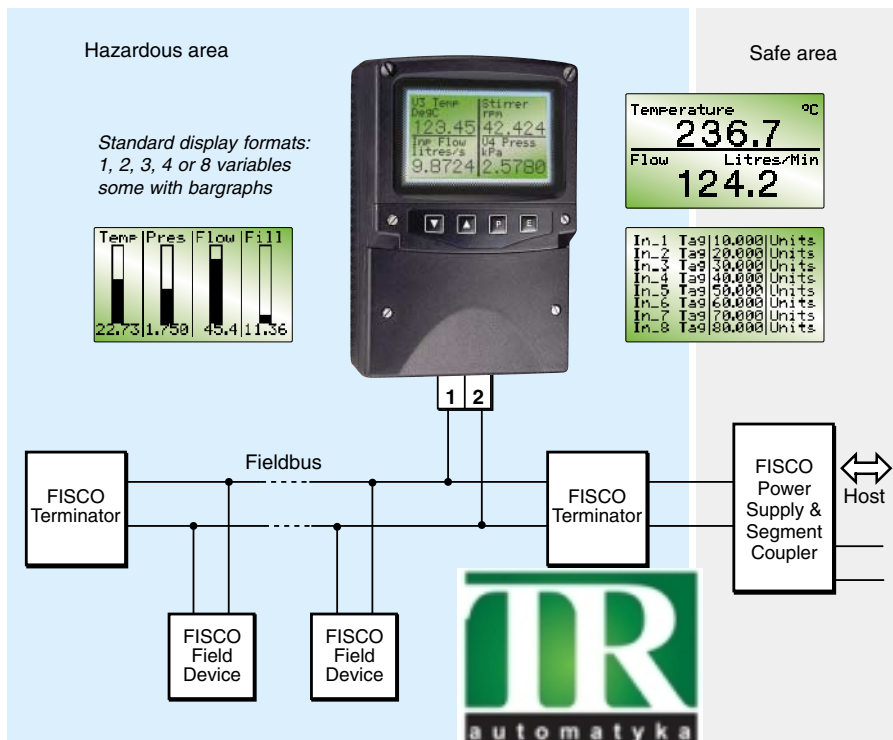 Hazardous area
Safe area
Standard display formats:
1, 2, 3, 4 or 8 variables
some with bargraphs
V3 Temp
DegC
123.45
Stirrer
rpm
42.424
Inp Flow
litres/s
9.8724
V4 Press
kPa
2.5780
P E
Temperature °C
236.7
Flow Litres/Min
124.2
Temp Pres Flow Fill
22.73 1.750 45.4 11.36
In_1 Tag 10.000 Units
In_2 Tag 20.000 Units
In_3 Tag 30.000 Units
In_4 Tag 40.000 Units
In_5 Tag 50.000 Units
In_6 Tag 60.000 Units
In_7 Tag 70.000 Units
In_8 Tag 80.000 Units
1 2
Fieldbus
FISCO
Terminator
FISCO
Terminator
FISCO
Power
Supply &
Segment
Coupler
Host
FISCO
Field
Device
FISCO
Field
Device
TR
automatyka